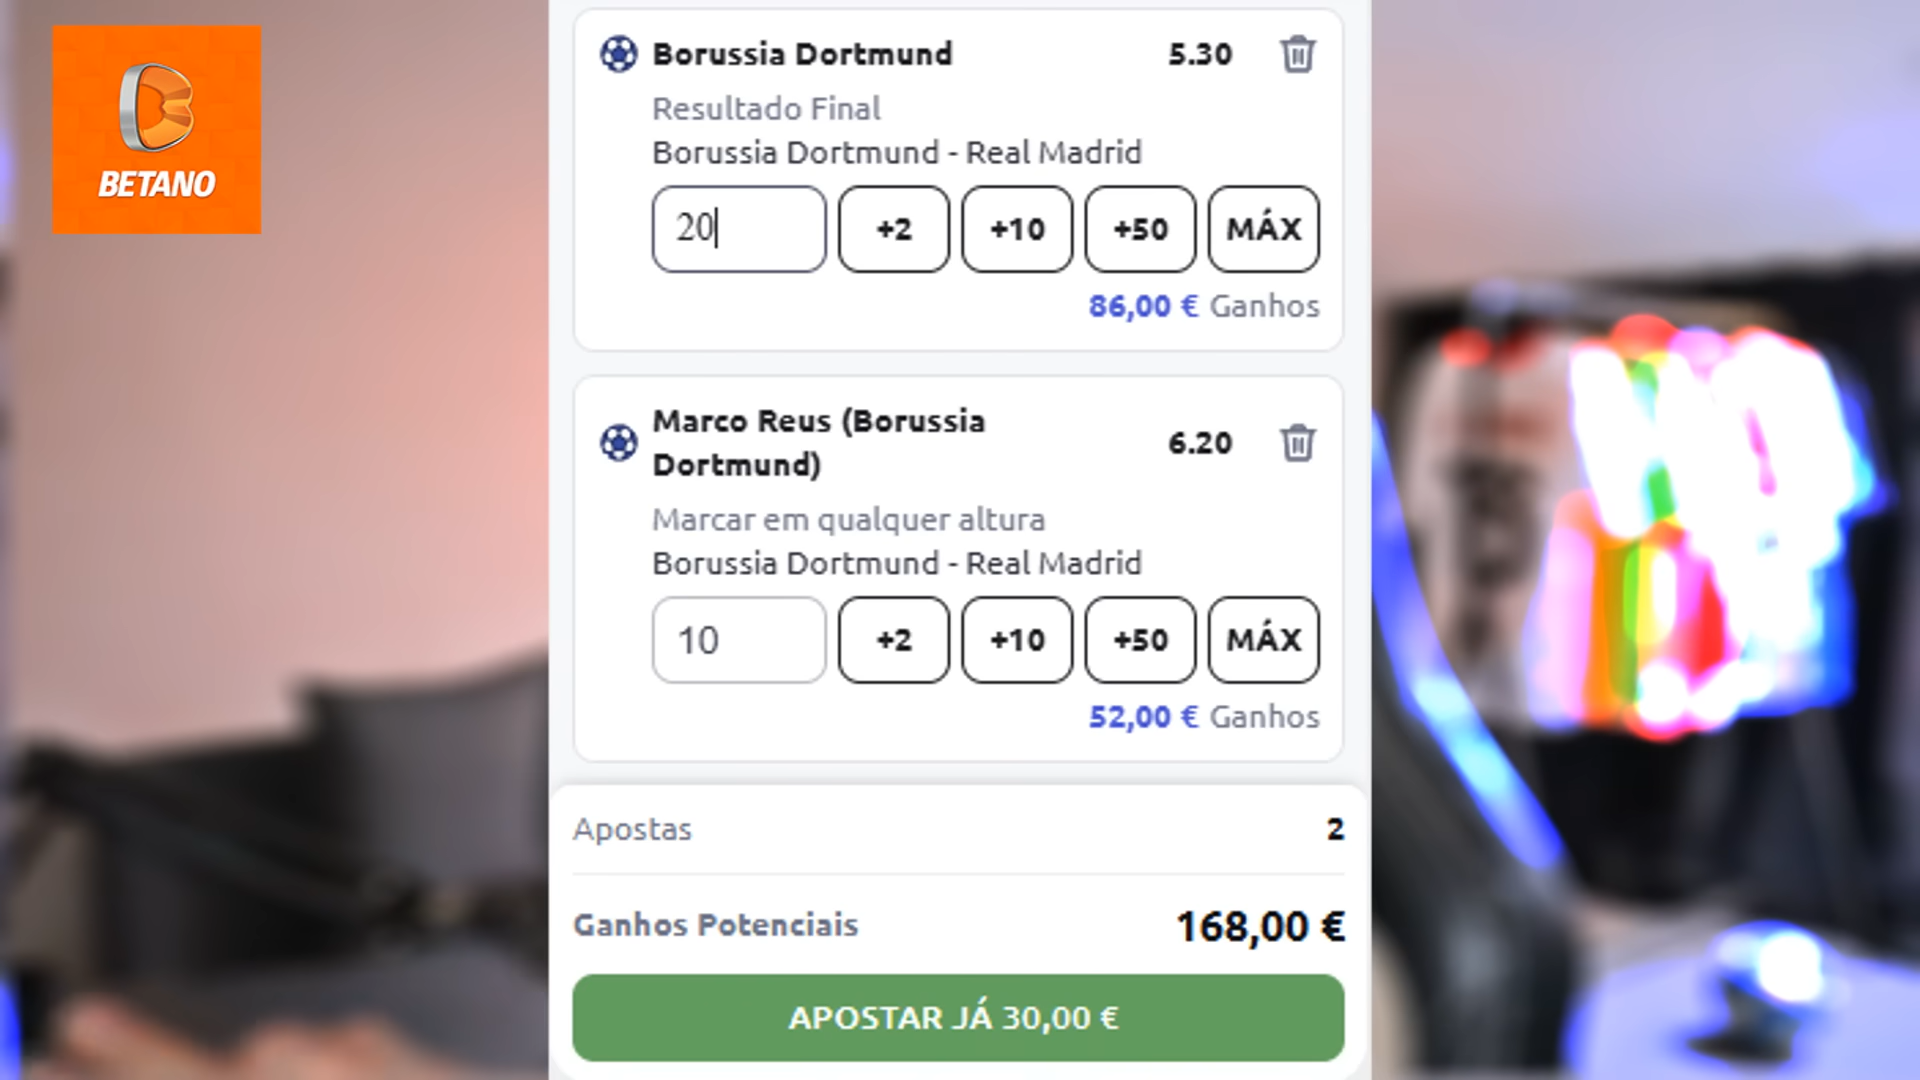 BETANO
Borussia Dortmund 5.30
Resultado Final
Borussia Dortmund - Real Madrid
20 +2 +10 +50 MÁX
86,00 € Ganhos
Marco Reus (Borussia
Dortmund) 6.20
Marcar em qualquer altura
Borussia Dortmund - Real Madrid
10 +2 +10 +50 MÁX
52,00 € Ganhos
Apostas 2
Ganhos Potenciais 168,00 €
APOSTAR JÁ 30,00 €